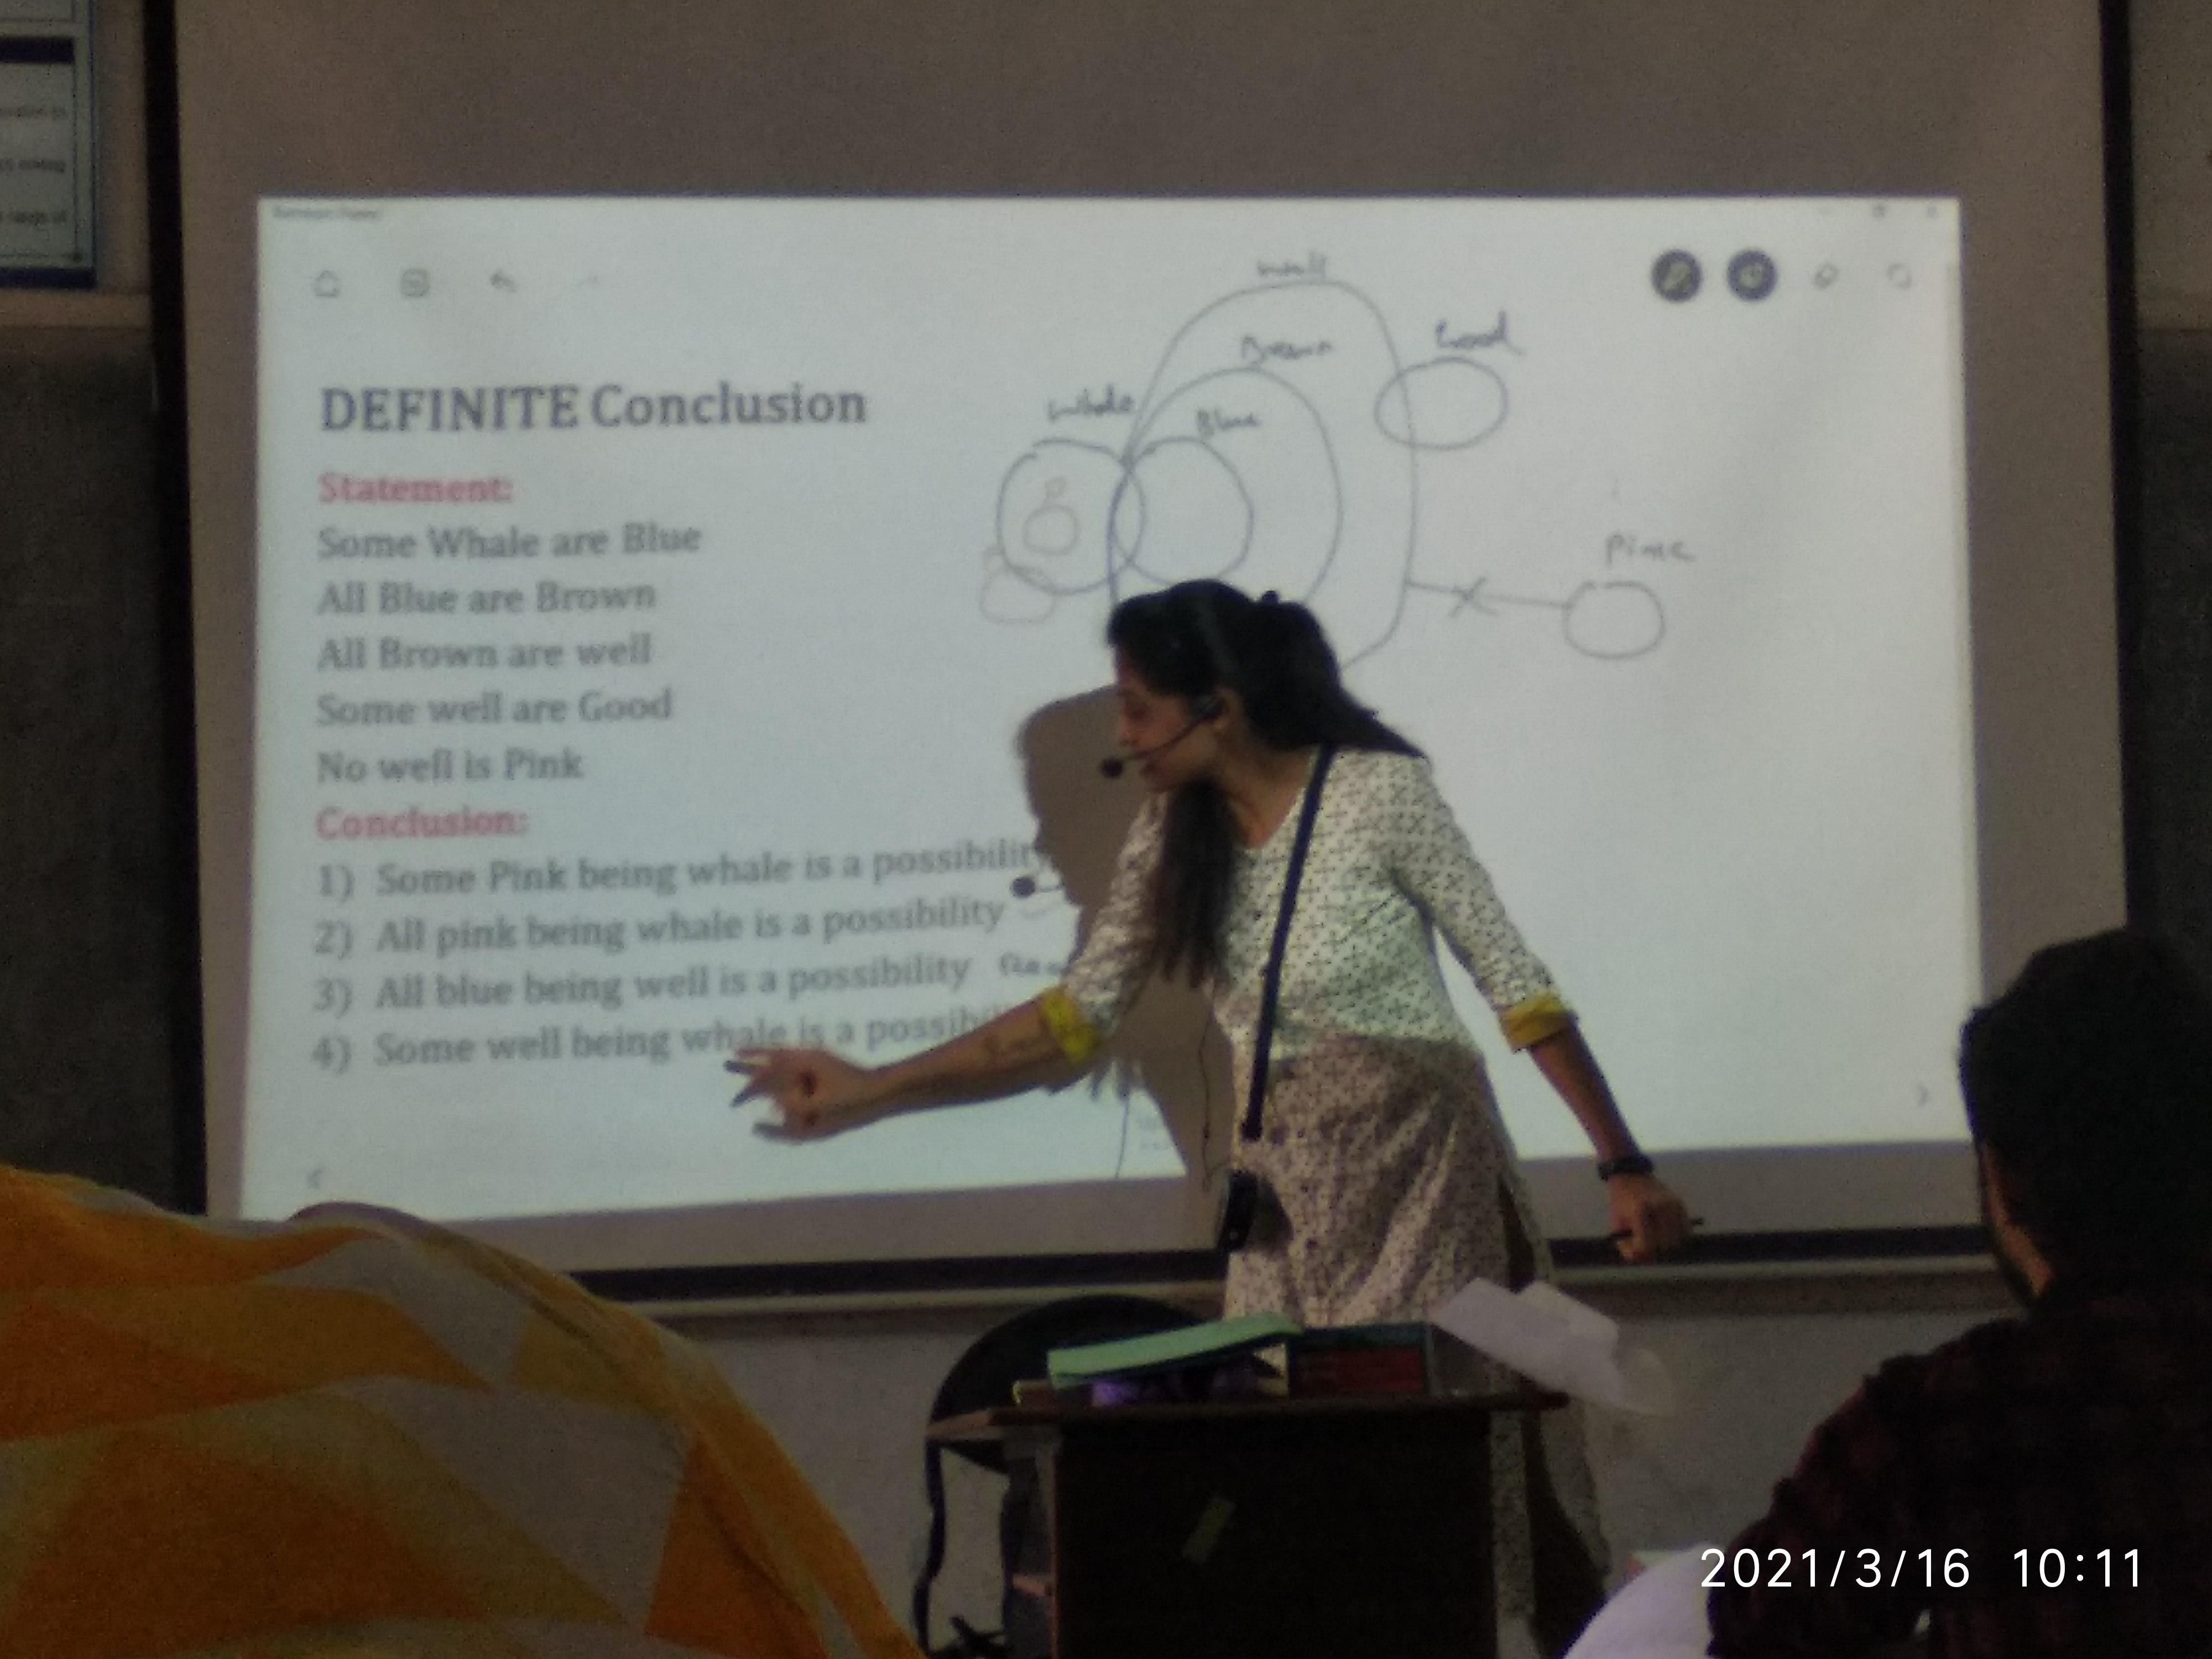 well
Brown
Good
Whale
Blue
DEFINITE Conclusion
P
Statement:
Some Whale are Blue
Pink
All Blue are Brown
All Brown are well
Some well are Good
No well is Pink
Conclusion:
1) Some Pink being whale is a possibility
2) All pink being whale is a possibility
3) All blue being well is a possibility
4) Some well being whale is a
2021/3/16 10:11